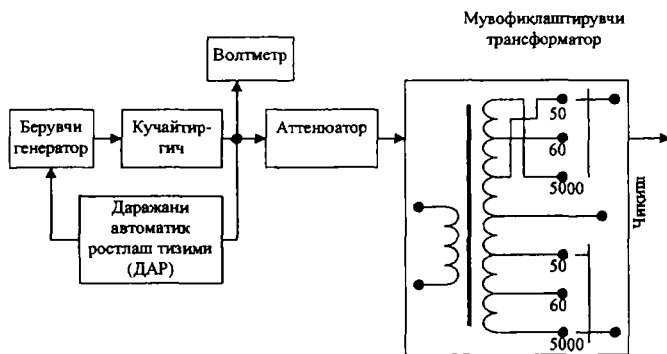 Мувофиқлаштирувчи
трансформатор
Волтметр
Берувчи
генератор
Кучайтир-
гич
Аттенюатор
Даражани
автоматик
ростлаш тизими
(ДАР)
50
60
5000
50
60
5000
Чиқиш